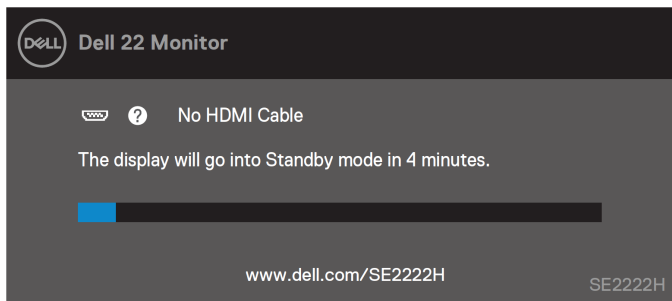 DELL
Dell 22 Monitor
? No HDMI Cable
The display will go into Standby mode in 4 minutes.
www.dell.com/SE2222H
SE2222H